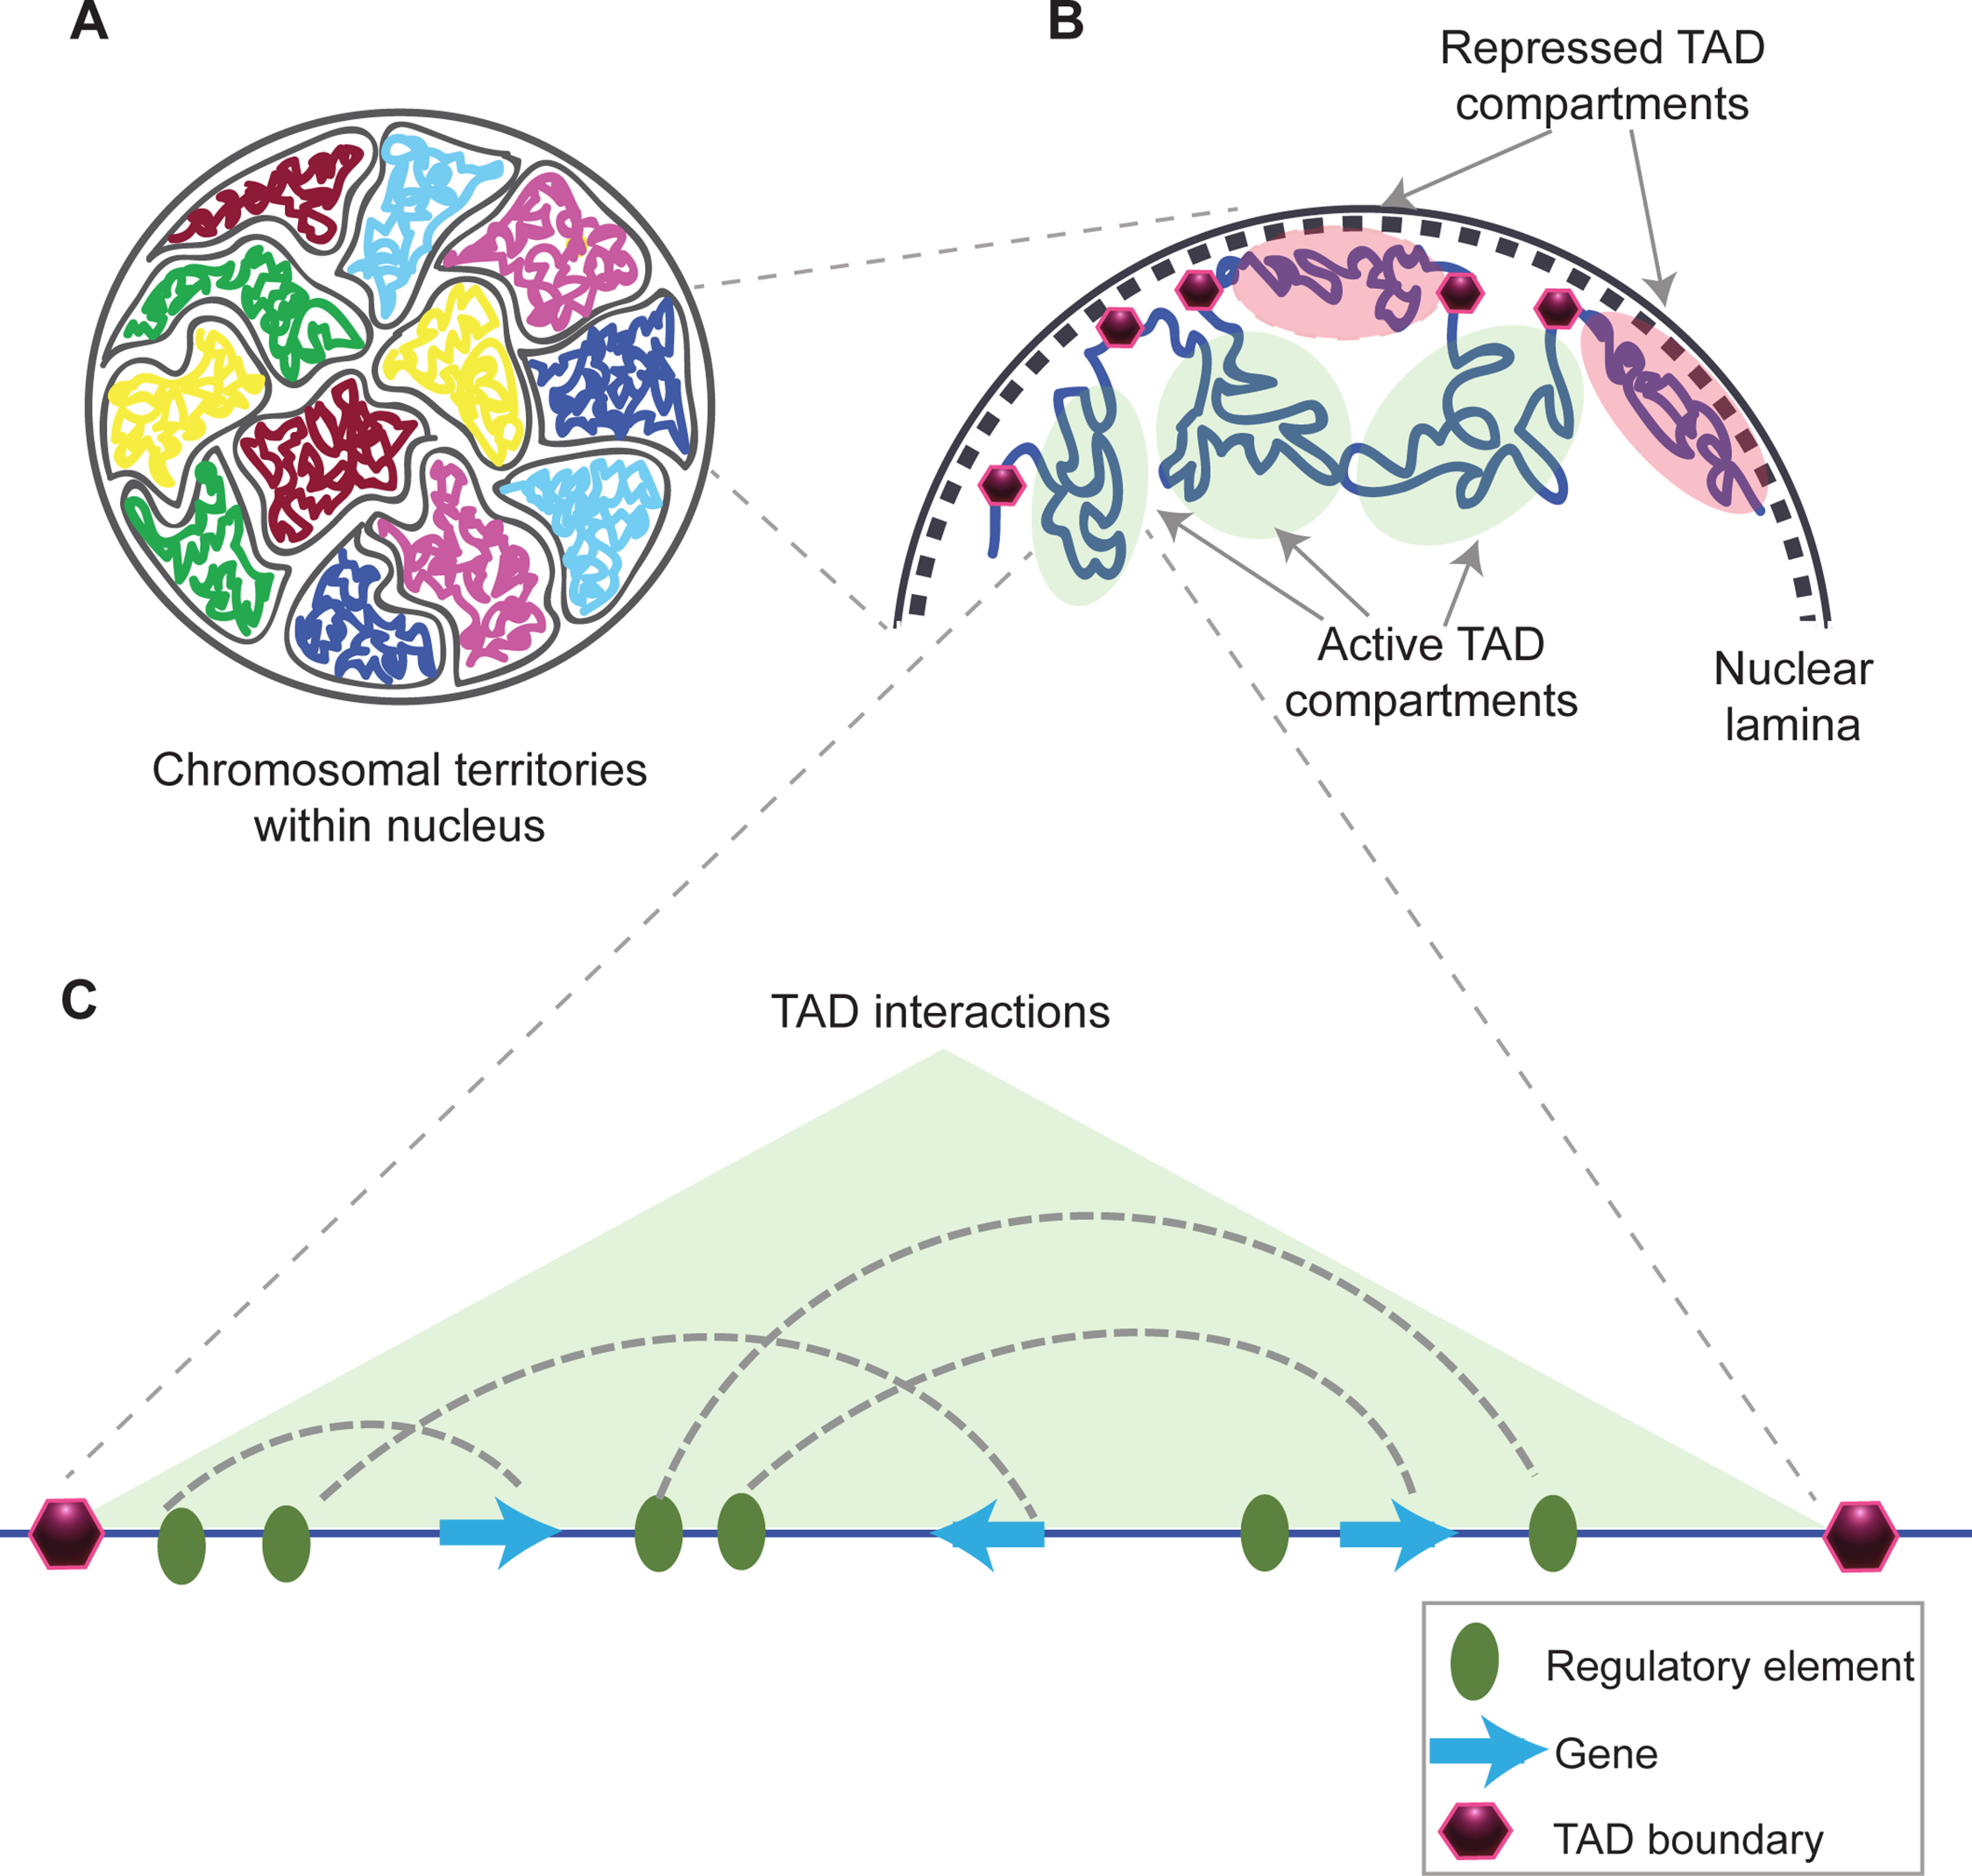 A
B
Repressed TAD
compartments
Active TAD
compartments
Nuclear
lamina
Chromosomal territories
within nucleus
C
TAD interactions
Regulatory element
Gene
TAD boundary